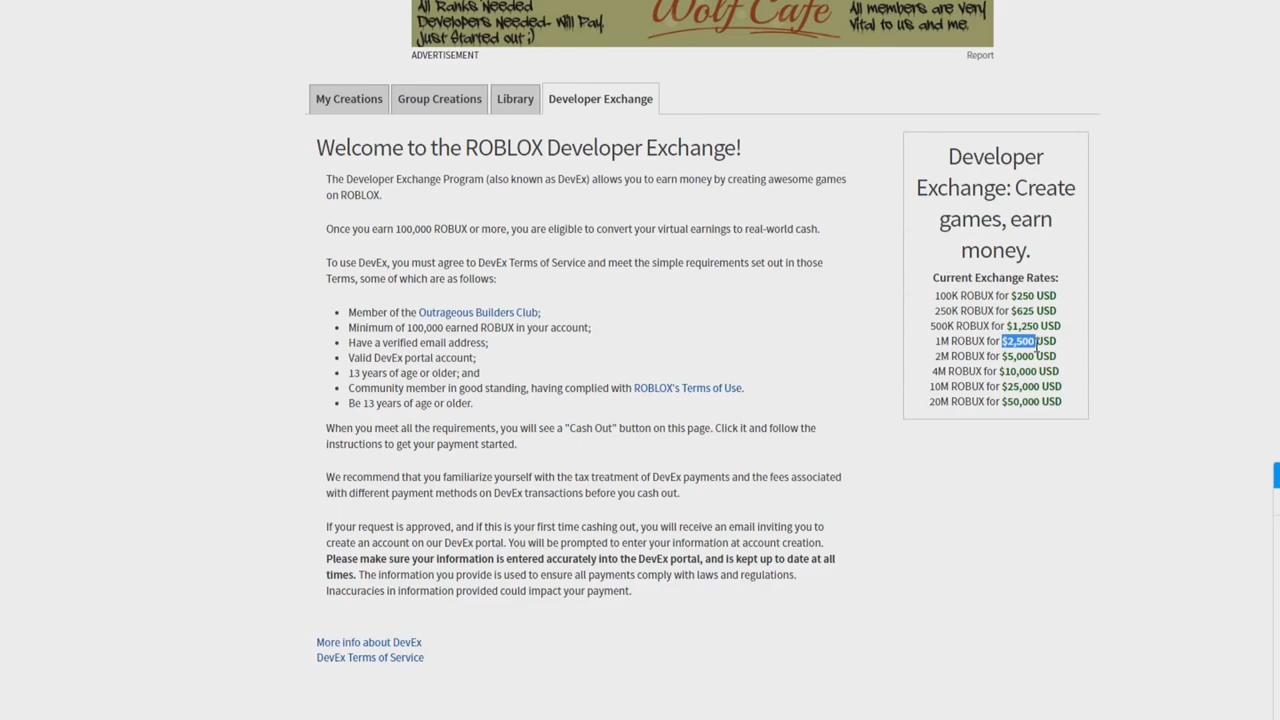 All Ranks Needed
Developers Needed- Will Pay
Just Started out ;)
Wolf Cafe
All members are very
vital to us and me.
ADVERTISEMENT
Report
My Creations
Group Creations
Library
Developer Exchange
Welcome to the ROBLOX Developer Exchange!
The Developer Exchange Program (also known as DevEx) allows you to earn money by creating awesome games
on ROBLOX.
Once you earn 100,000 ROBUX or more, you are eligible to convert your virtual earnings to real-world cash.
To use DevEx, you must agree to DevEx Terms of Service and meet the simple requirements set out in those
Terms, some of which are as follows:
• Member of the Outrageous Builders Club;
• Minimum of 100,000 earned ROBUX in your account;
• Have a verified email address;
• Valid DevEx portal account;
• 13 years of age or older; and
• Community member in good standing, having complied with ROBLOX's Terms of Use.
• Be 13 years of age or older.
When you meet all the requirements, you will see a "Cash Out" button on this page. Click it and follow the
instructions to get your payment started.
We recommend that you familiarize yourself with the tax treatment of DevEx payments and the fees associated
with different payment methods on DevEx transactions before you cash out.
If your request is approved, and if this is your first time cashing out, you will receive an email inviting you to
create an account on our DevEx portal. You will be prompted to enter your information at account creation.
Please make sure your information is entered accurately into the DevEx portal, and is kept up to date at all
times. The information you provide is used to ensure all payments comply with laws and regulations.
Inaccuracies in information provided could impact your payment.
More info about DevEx
DevEx Terms of Service
Developer
Exchange: Create
games, earn
money.
Current Exchange Rates:
100K ROBUX for $250 USD
250K ROBUX for $625 USD
500K ROBUX for $1,250 USD
1M ROBUX for $2,500 USD
2M ROBUX for $5,000 USD
4M ROBUX for $10,000 USD
10M ROBUX for $25,000 USD
20M ROBUX for $50,000 USD